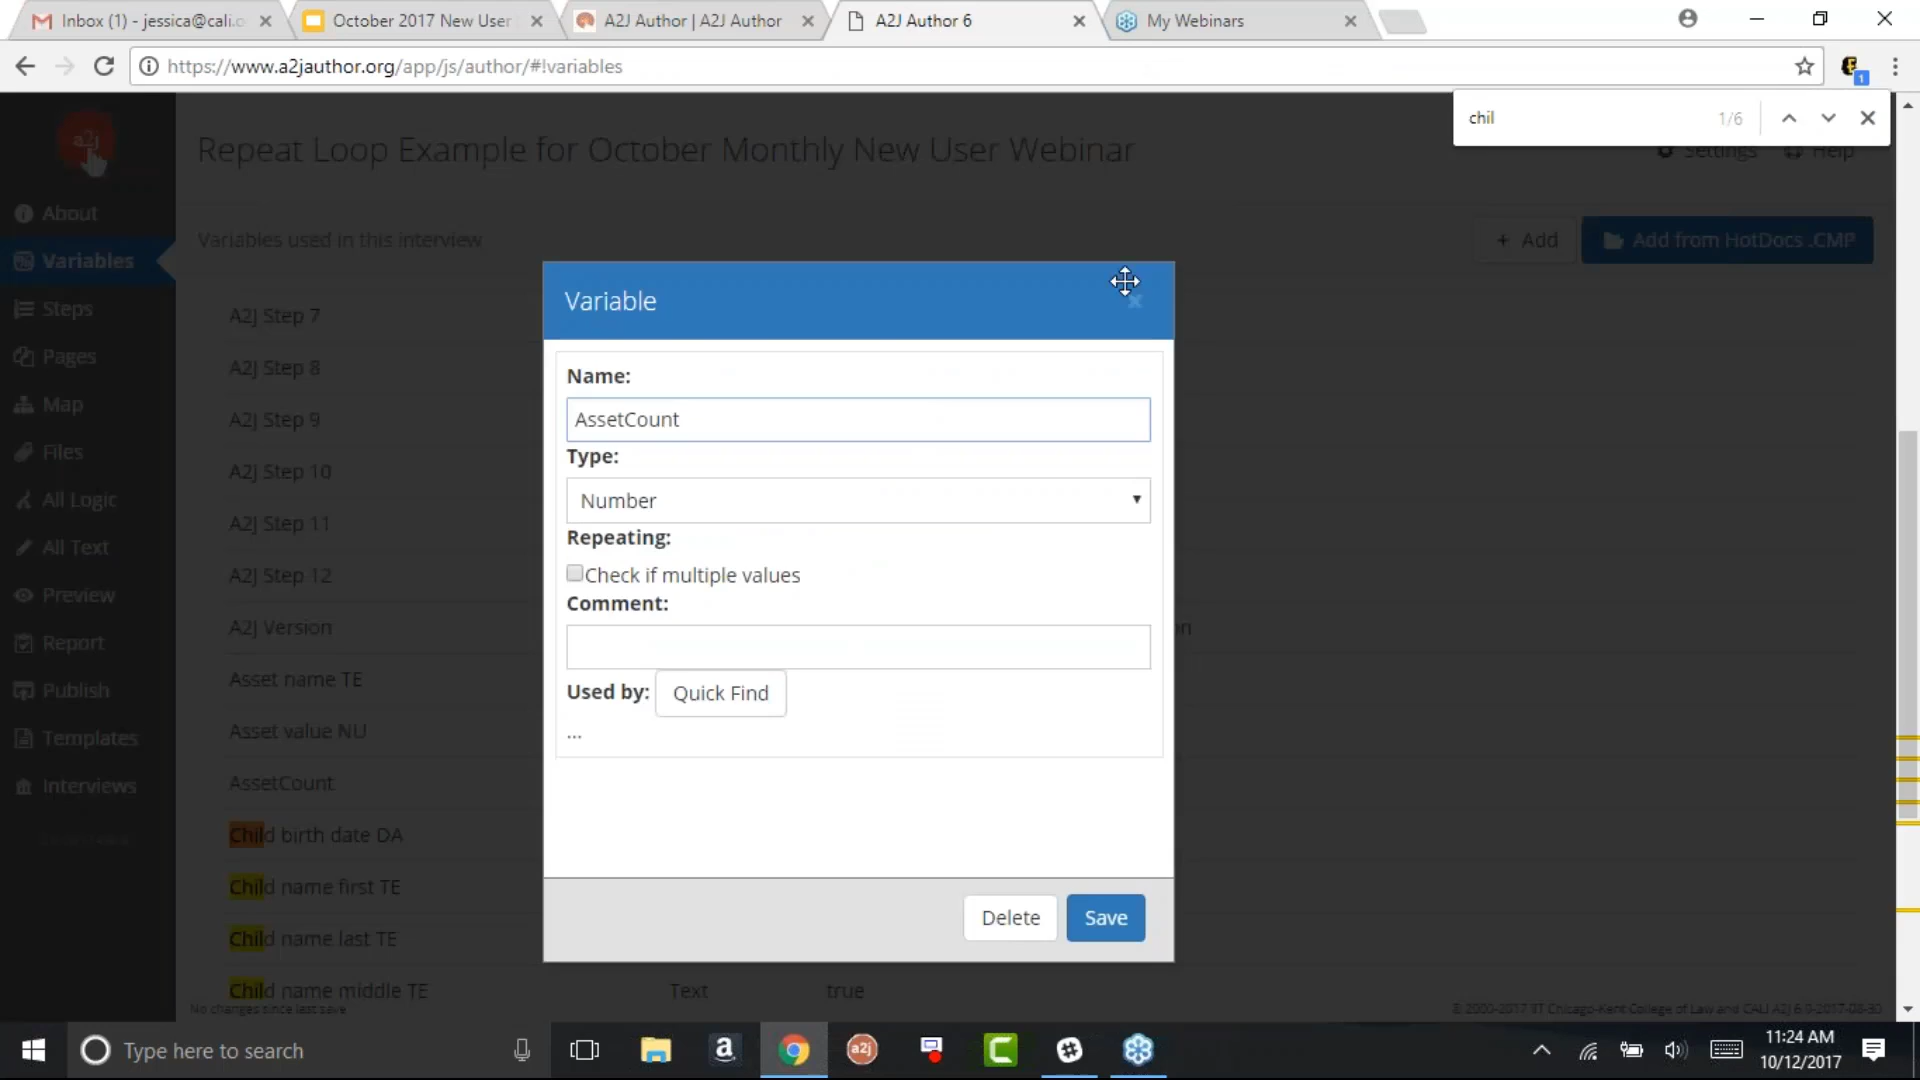 Inbox (1) - jessica@cali.o
October 2017 New User
A2J Author | A2J Author
A2J Author 6
My Webinars
https://www.a2jauthor.org/app/js/author/#!variables
chil
1/6
a2j
Repeat Loop Example for October Monthly New User Webinar
Settings
Help
About
Variables
Steps
Pages
Map
Files
All Logic
All Text
Preview
Report
Publish
Templates
Interviews
Variables used in this interview
+ Add
Add from HotDocs .CMP
A2J Step 7
A2J Step 8
A2J Step 9
A2J Step 10
A2J Step 11
A2J Step 12
A2J Version
Asset name TE
Asset value NU
AssetCount
Child birth date DA
Child name first TE
Child name last TE
Child name middle TE
Text
true
Variable
Name:
AssetCount
Type:
Number
Repeating:
Check if multiple values
Comment:
Used by:
Quick Find
...
Delete
Save
No changes since last save
© 2000-2017 IIT Chicago-Kent College of Law and CALI A2J 6.0-2017-08-30
Type here to search
a
a2j
11:24 AM
10/12/2017